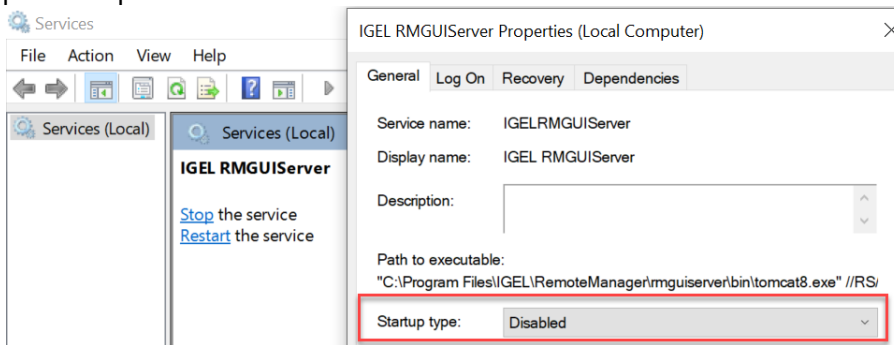 Services
File Action View Help
Services (Local)
Services (Local)
IGEL RMGUIServer
Stop the service
Restart the service
IGEL RMGUIServer Properties (Local Computer)
General Log On Recovery Dependencies
Service name: IGELRMGUIServer
Display name: IGEL RMGUIServer
Description:
Path to executable:
"C:\Program Files\IGEL\RemoteManager\rmguiserver\bin\tomcat8.exe" //RS/
Startup type: Disabled